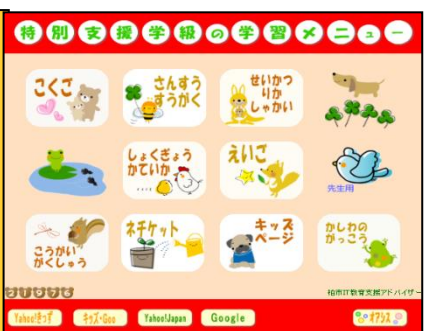 特別支援学級の学習メニュー
こくご
さんすう
すうがく
せいかつ
りか
しゃかい
しょくぎょう
かていか
えいご
先生用
こうがい
がくしゅう
ネチケット
キッズ
ページ
かしわの
がっこう
柏市IT教育支援アドバイザー
Yahoo!きっず
キッズ・Goo
Yahoo!Japan
Google